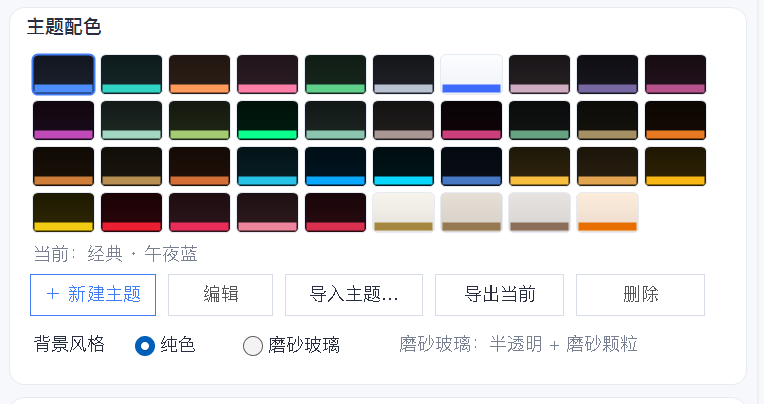 主题配色
当前：经典 · 午夜蓝
＋ 新建主题 编辑 导入主题... 导出当前 删除
背景风格 纯色 磨砂玻璃 磨砂玻璃：半透明 + 磨砂颗粒